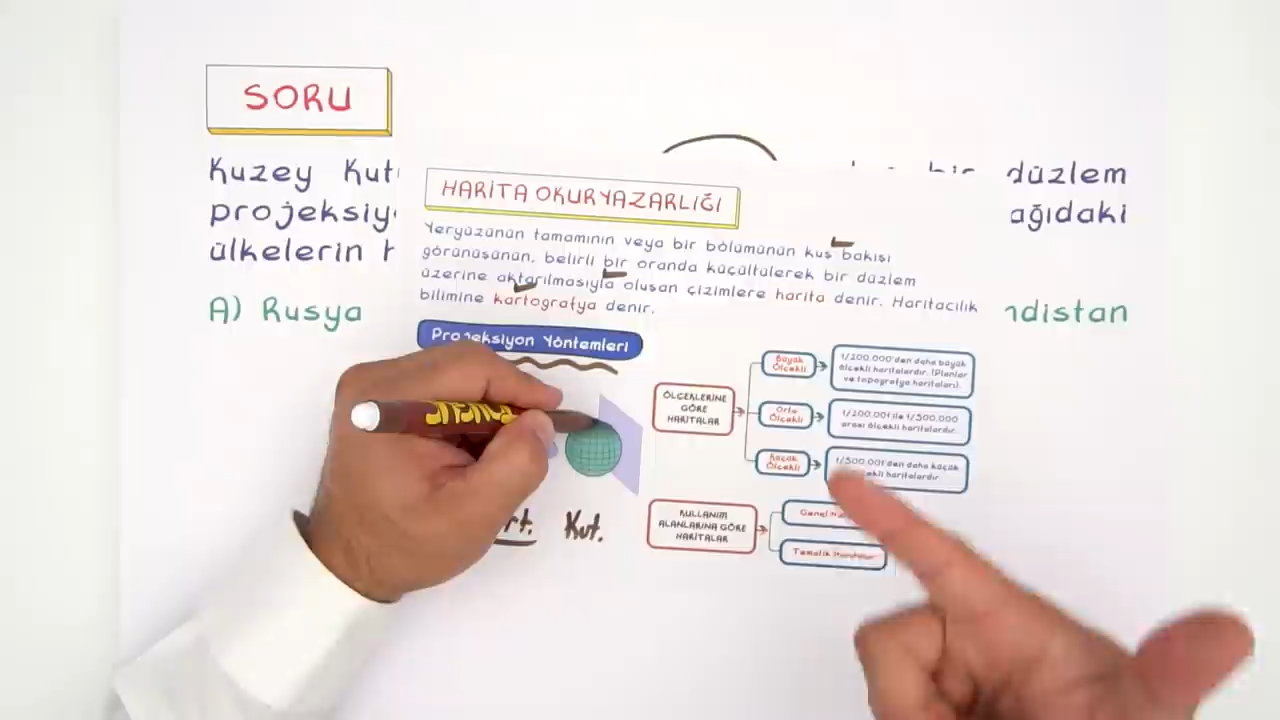 SORU
Kuzey Kut
düzlem
projeksiy
ağıdaki
ülkelerin
A) Rusya
ndistan
HARİTA OKURYAZARLIĞI
Yeryüzünün tamamının veya bir bölümünün kuş bakışı
görünüşünün, belirli bir oranda küçültülerek bir düzlem
üzerine aktarılmasıyla oluşan çizimlere harita denir. Haritacılık
bilimine kartografya denir.
Projeksiyon Yöntemleri
Kut.
ÖLÇEKLERİNE
GÖRE
HARİTALAR
Büyük
Ölçekli
1/200.000'den daha büyük
ölçekli haritalardır. (Planlar
ve topografya haritaları).
Orta
Ölçekli
1/200.001 ile 1/500.000
arası ölçekli haritalardır.
Küçük
Ölçekli
1/500.001'den daha küçük
ölçekli haritalardır.
KULLANIM
ALANLARINA GÖRE
HARİTALAR
Genel
Tematik Haritalar